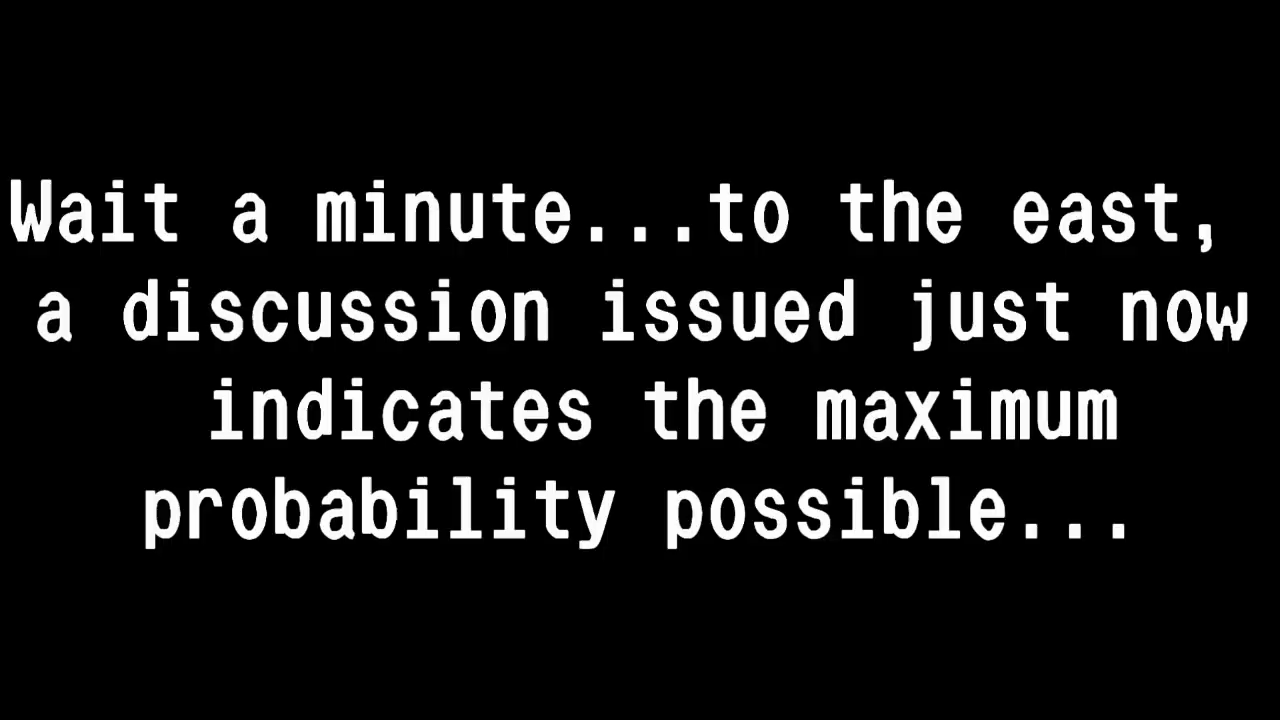 Wait a minute...to the east,
a discussion issued just now
indicates the maximum
probability possible...